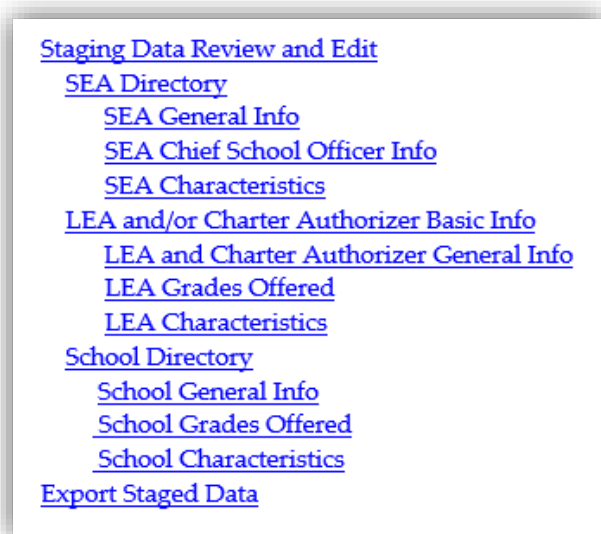 Staging Data Review and Edit
SEA Directory
SEA General Info
SEA Chief School Officer Info
SEA Characteristics
LEA and/or Charter Authorizer Basic Info
LEA and Charter Authorizer General Info
LEA Grades Offered
LEA Characteristics
School Directory
School General Info
School Grades Offered
School Characteristics
Export Staged Data